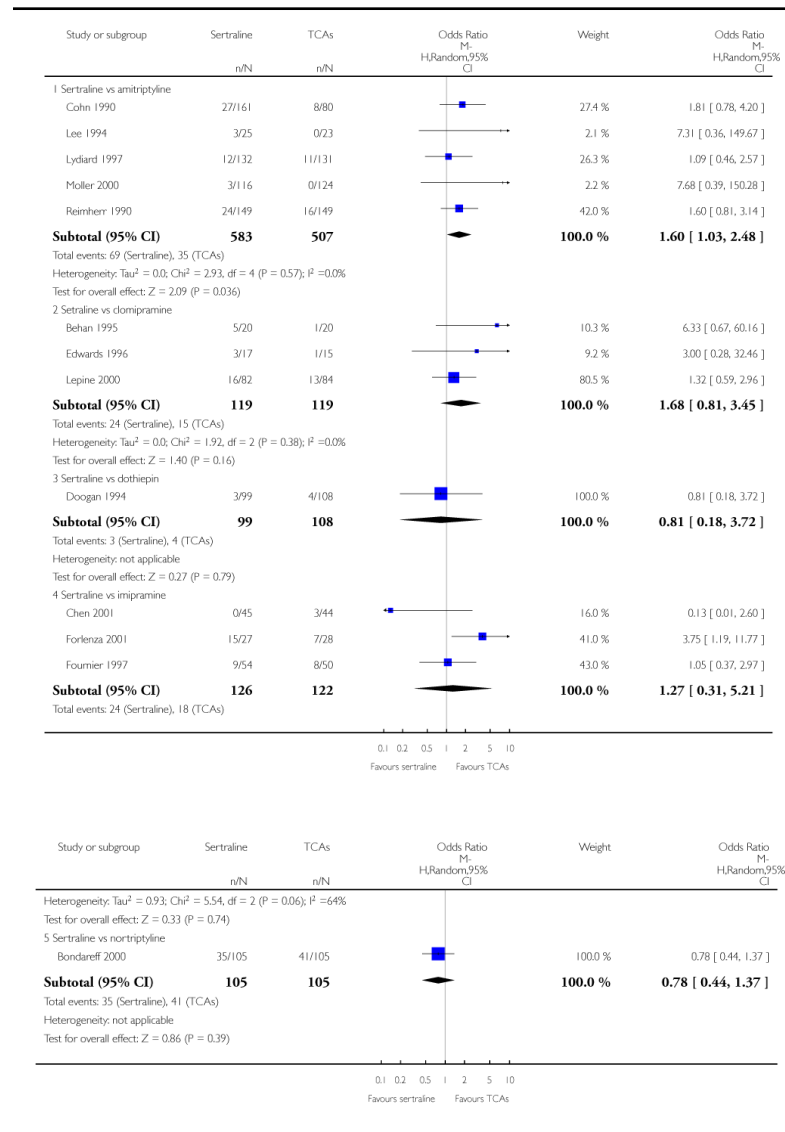 Study or subgroup Sertraline TCAs Odds Ratio Weight Odds Ratio
M- M-
H,Random,95% H,Random,95%
n/N n/N CI CI
1 Sertraline vs amitriptyline
Cohn 1990 27/161 8/80 27.4 % 1.81 [ 0.78, 4.20 ]
Lee 1994 3/25 0/23 2.1 % 7.31 [ 0.36, 149.67 ]
Lydiard 1997 12/132 11/131 26.3 % 1.09 [ 0.46, 2.57 ]
Moller 2000 3/116 0/124 2.2 % 7.68 [ 0.39, 150.28 ]
Reimherr 1990 24/149 16/149 42.0 % 1.60 [ 0.81, 3.14 ]
Subtotal (95% CI) 583 507 100.0 % 1.60 [ 1.03, 2.48 ]
Total events: 69 (Sertraline), 35 (TCAs)
Heterogeneity: Tau² = 0.0; Chi² = 2.93, df = 4 (P = 0.57); I² =0.0%
Test for overall effect: Z = 2.09 (P = 0.036)
2 Setraline vs clomipramine
Behan 1995 5/20 1/20 10.3 % 6.33 [ 0.67, 60.16 ]
Edwards 1996 3/17 1/15 9.2 % 3.00 [ 0.28, 32.46 ]
Lepine 2000 16/82 13/84 80.5 % 1.32 [ 0.59, 2.96 ]
Subtotal (95% CI) 119 119 100.0 % 1.68 [ 0.81, 3.45 ]
Total events: 24 (Sertraline), 15 (TCAs)
Heterogeneity: Tau² = 0.0; Chi² = 1.92, df = 2 (P = 0.38); I² =0.0%
Test for overall effect: Z = 1.40 (P = 0.16)
3 Sertraline vs dothiepin
Doogan 1994 3/99 4/108 100.0 % 0.81 [ 0.18, 3.72 ]
Subtotal (95% CI) 99 108 100.0 % 0.81 [ 0.18, 3.72 ]
Total events: 3 (Sertraline), 4 (TCAs)
Heterogeneity: not applicable
Test for overall effect: Z = 0.27 (P = 0.79)
4 Sertraline vs imipramine
Chen 2001 0/45 3/44 16.0 % 0.13 [ 0.01, 2.60 ]
Forlenza 2001 15/27 7/28 41.0 % 3.75 [ 1.19, 11.77 ]
Fournier 1997 9/54 8/50 43.0 % 1.05 [ 0.37, 2.97 ]
Subtotal (95% CI) 126 122 100.0 % 1.27 [ 0.31, 5.21 ]
Total events: 24 (Sertraline), 18 (TCAs)
0.1 0.2 0.5 1 2 5 10
Favours sertraline Favours TCAs
Study or subgroup Sertraline TCAs Odds Ratio Weight Odds Ratio
M- M-
H,Random,95% H,Random,95%
n/N n/N CI CI
Heterogeneity: Tau² = 0.93; Chi² = 5.54, df = 2 (P = 0.06); I² =64%
Test for overall effect: Z = 0.33 (P = 0.74)
5 Sertraline vs nortriptyline
Bondareff 2000 35/105 41/105 100.0 % 0.78 [ 0.44, 1.37 ]
Subtotal (95% CI) 105 105 100.0 % 0.78 [ 0.44, 1.37 ]
Total events: 35 (Sertraline), 41 (TCAs)
Heterogeneity: not applicable
Test for overall effect: Z = 0.86 (P = 0.39)
0.1 0.2 0.5 1 2 5 10
Favours sertraline Favours TCAs